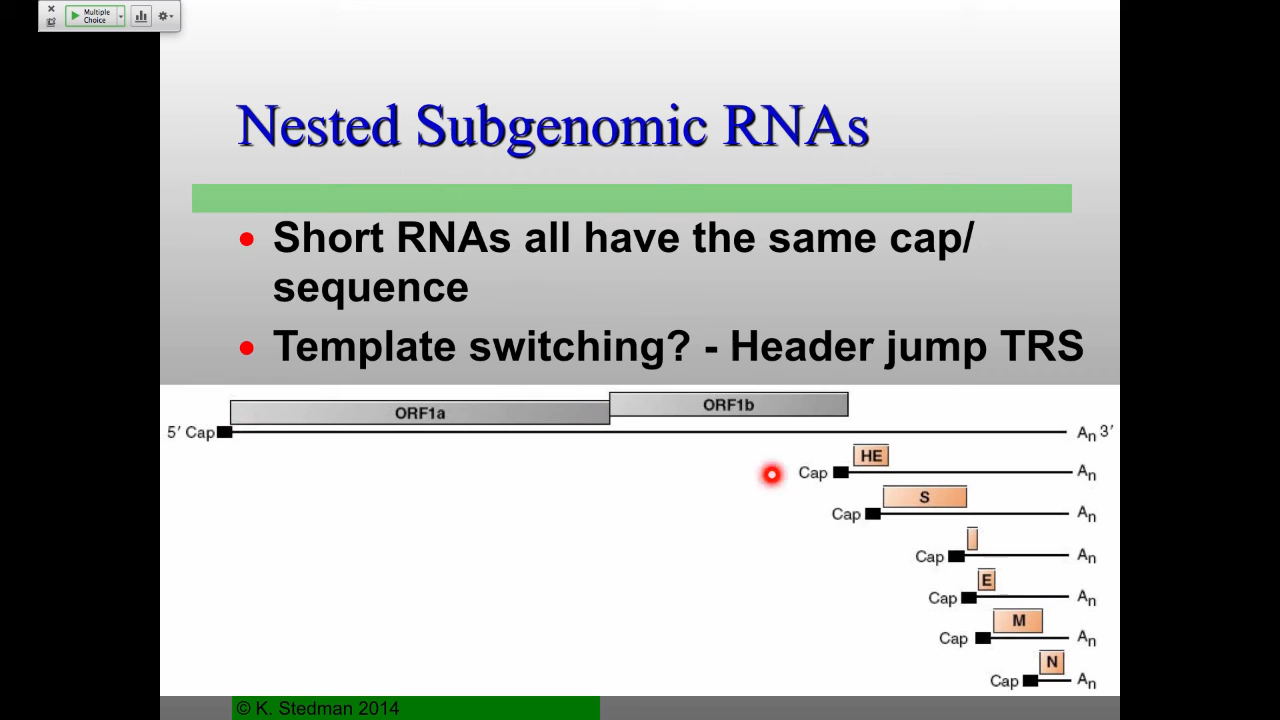 Multiple
Choice
Nested Subgenomic RNAs
• Short RNAs all have the same cap/
sequence
• Template switching? - Header jump TRS
ORF1a
ORF1b
5′ Cap
An 3′
HE
Cap
An
S
Cap
An
Cap
An
E
Cap
An
M
Cap
An
N
Cap
An
© K. Stedman 2014